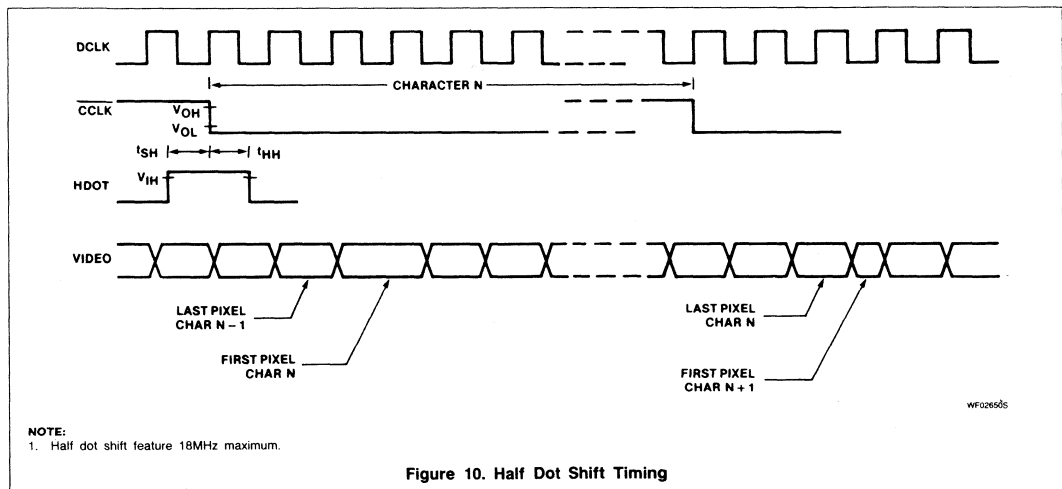 DCLK
CHARACTER N
CCLK
VOH
VOL
tSH
tHH
VIH
HDOT
VIDEO
LAST PIXEL
CHAR N – 1
FIRST PIXEL
CHAR N
LAST PIXEL
CHAR N
FIRST PIXEL
CHAR N + 1
WF02650S
NOTE:
1. Half dot shift feature 18MHz maximum.
Figure 10. Half Dot Shift Timing